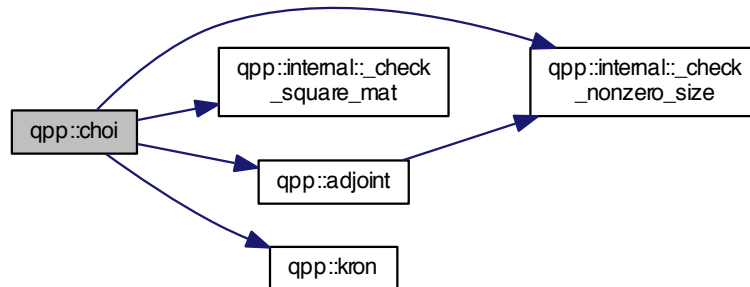 qpp::choi
qpp::internal::_check
_square_mat
qpp::internal::_check
_nonzero_size
qpp::adjoint
qpp::kron